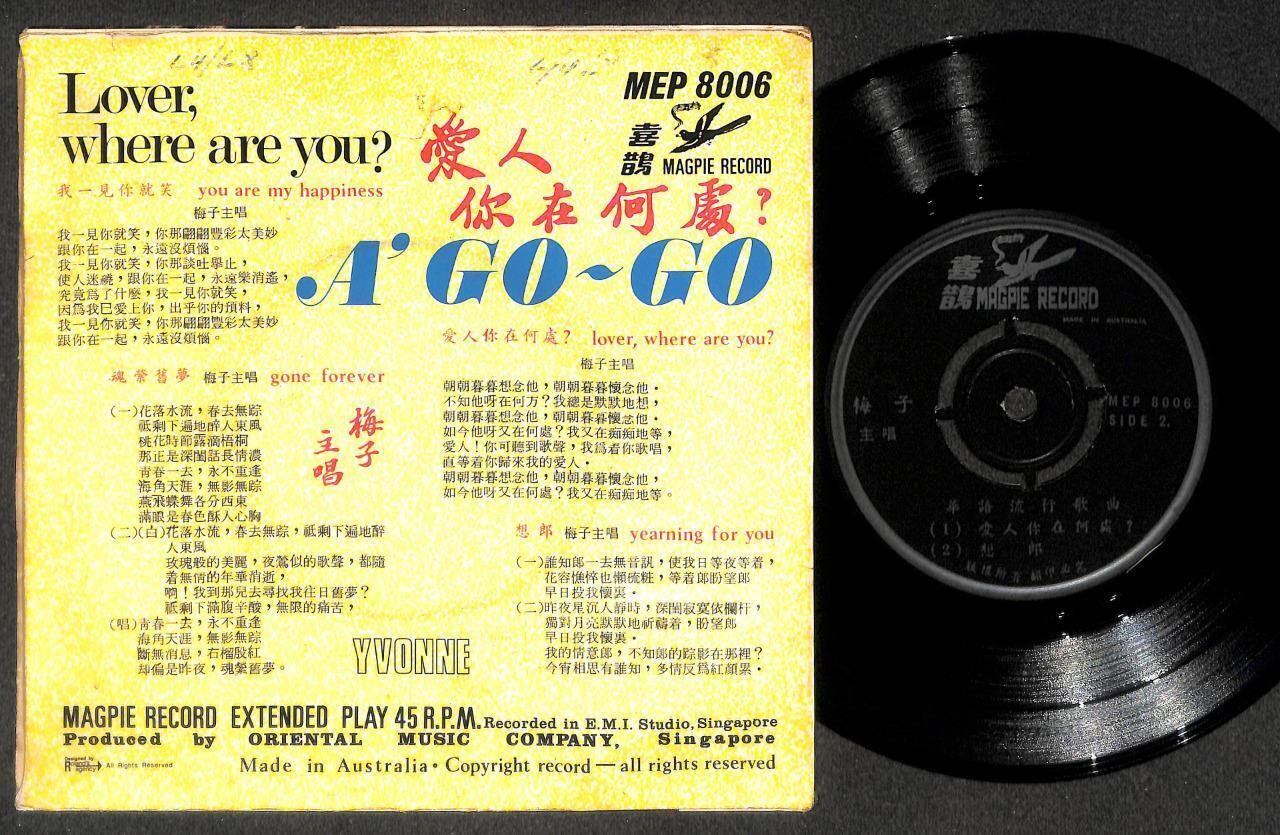 Lover,
where are you?
MEP 8006
喜鵲 MAGPIE RECORD
愛人
你在何處?
A' GO~GO
我一見你就笑 you are my happiness
梅子主唱
我一見你就笑,你那翩翩豐彩太美妙
跟你在一起,永遠沒煩惱。
我一見你就笑,你那談吐舉止,
使人迷繞,跟你在一起,永遠樂消遙,
究竟爲了什麼,我一見你就笑,
因爲我巳愛上你,出乎你的預料,
我一見你就笑,你那翩翩豐彩太美妙
跟你在一起,永遠沒煩惱。
魂縈舊夢 梅子主唱 gone forever
(一)花落水流,春去無踪
祇剩下遍地醉人東風
桃花時節露滴梧桐
那正是深閨話長情濃
靑春一去,永不重逢
海角天涯,無影無踪
燕飛蝶舞各分西東
滿眼是春色酥人心胸
(二)(白)花落水流,春去無踪,祇剩下遍地醉
人東風
玫瑰般的美麗,夜鶯似的歌聲,都隨
着無情的年華消逝,
啊!我到那兒去尋找我往日舊夢?
祇剩下滿腹辛酸,無限的痛苦,
(唱)靑春一去,永不重逢
海角天涯,無影無踪
斷無消息,石榴殷紅
却偏是昨夜,魂縈舊夢。
梅子
主唱
愛人你在何處? lover, where are you?
梅子主唱
朝朝暮暮想念他,朝朝暮暮懷念他。
不知他呀在何方?我總是默默地想,
朝朝暮暮想念他,朝朝暮暮懷念他。
如今他呀又在何處?我又在痴痴地等,
愛人!你可聽到歌聲,我爲着你歌唱,
直等着你歸來我的愛人。
朝朝暮暮想念他,朝朝暮暮懷念他,
如今他呀又在何處?我又在痴痴地等。
想郎 梅子主唱 yearning for you
(一)誰知郎一去無音訊,使我日等夜等着,
花容憔悴也懶梳粧,等着郎盼望郎
早日投我懷裏。
(二)昨夜星沉人靜時,深閨寂寞依欄杆,
獨對月亮默默地祈禱着,盼望郎
早日投我懷裏。
我的情意郎,不知郎的踪影在那裡?
今宵相思有誰知,多情反爲紅顏累。
YVONNE
MAGPIE RECORD EXTENDED PLAY 45 R.P.M. Recorded in E.M.I. Studio, Singapore
Produced by ORIENTAL MUSIC COMPANY, Singapore
Designed by Roland's agency All Rights Reserved
Made in Australia • Copyright record — all rights reserved
喜鵲 MAGPIE RECORD
MADE IN AUSTRALIA
梅子
主唱
MEP 8006
SIDE 2.
華語流行歌曲
(1) 愛人你在何處?
(2) 想郎
版權所有翻印必究